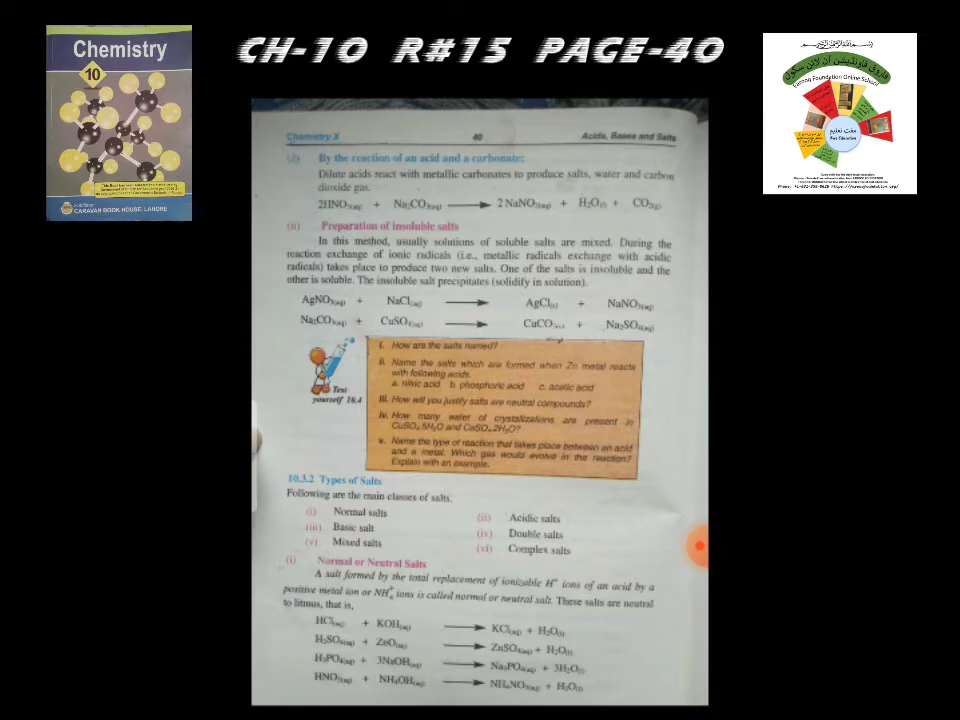 CH-10 R#15 PAGE-40
Chemistry
10
CARAVAN BOOK HOUSE, LAHORE
فاروق فاؤنڈیشن آن لائن سکول
Farooq Foundation Online School
مفت تعلیم
Free Education
Chemistry X 40 Acids, Bases and Salts
(d) By the reaction of an acid and a carbonate:
Dilute acids react with metallic carbonates to produce salts, water and carbon
dioxide gas.
2HNO₃(aq) + Na₂CO₃(aq) ⟶ 2 NaNO₃(aq) + H₂O(l) + CO₂(g)
(ii) Preparation of insoluble salts
In this method, usually solutions of soluble salts are mixed. During the
reaction exchange of ionic radicals (i.e., metallic radicals exchange with acidic
radicals) takes place to produce two new salts. One of the salts is insoluble and the
other is soluble. The insoluble salt precipitates (solidify in solution).
AgNO₃(aq) + NaCl(aq) ⟶ AgCl(s) + NaNO₃(aq)
Na₂CO₃(aq) + CuSO₄(aq) ⟶ CuCO₃(s) + Na₂SO₄(aq)
Test
yourself 10.4
i. How are the salts named?
ii. Name the salts which are formed when Zn metal reacts
with following acids.
a. nitric acid b. phosphoric acid c. acetic acid
iii. How will you justify salts are neutral compounds?
iv. How many water of crystallizations are present in
CuSO₄.5H₂O and CaSO₄.2H₂O?
v. Name the type of reaction that takes place between an acid
and a metal. Which gas would evolve in the reaction?
Explain with an example.
10.3.2 Types of Salts
Following are the main classes of salts.
(i) Normal salts (ii) Acidic salts
(iii) Basic salt (iv) Double salts
(v) Mixed salts (vi) Complex salts
(i) Normal or Neutral Salts
A salt formed by the total replacement of ionizable H⁺ ions of an acid by a
positive metal ion or NH₄⁺ ions is called normal or neutral salt. These salts are neutral
to litmus, that is,
HCl(aq) + KOH(aq) ⟶ KCl(aq) + H₂O(l)
H₂SO₄(aq) + ZnO(aq) ⟶ ZnSO₄(aq) + H₂O(l)
H₃PO₄(aq) + 3NaOH(aq) ⟶ Na₃PO₄(aq) + 3H₂O(l)
HNO₃(aq) + NH₄OH(aq) ⟶ NH₄NO₃(aq) + H₂O(l)